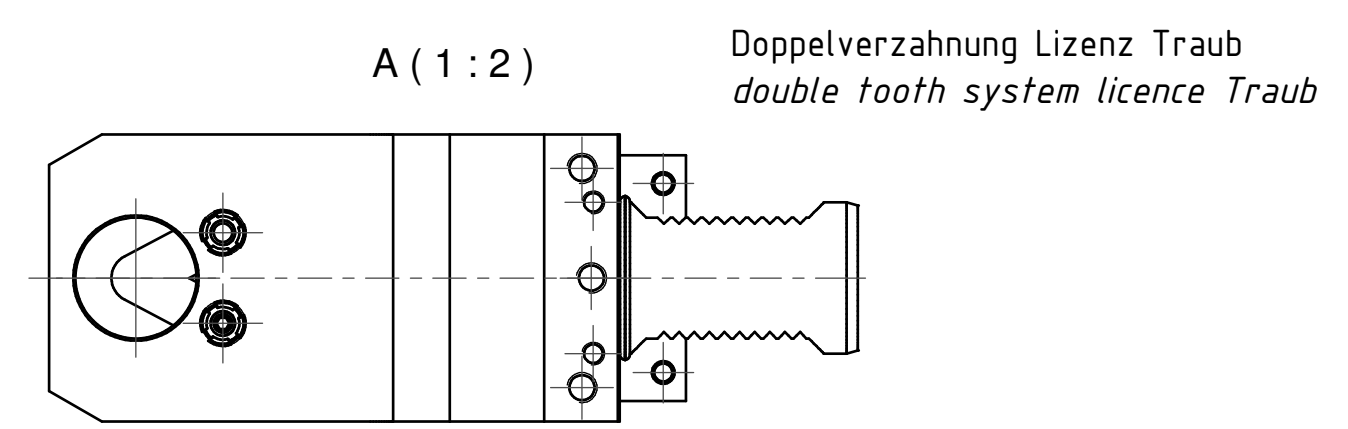 A ( 1 : 2 )
Doppelverzahnung Lizenz Traub
double tooth system licence Traub